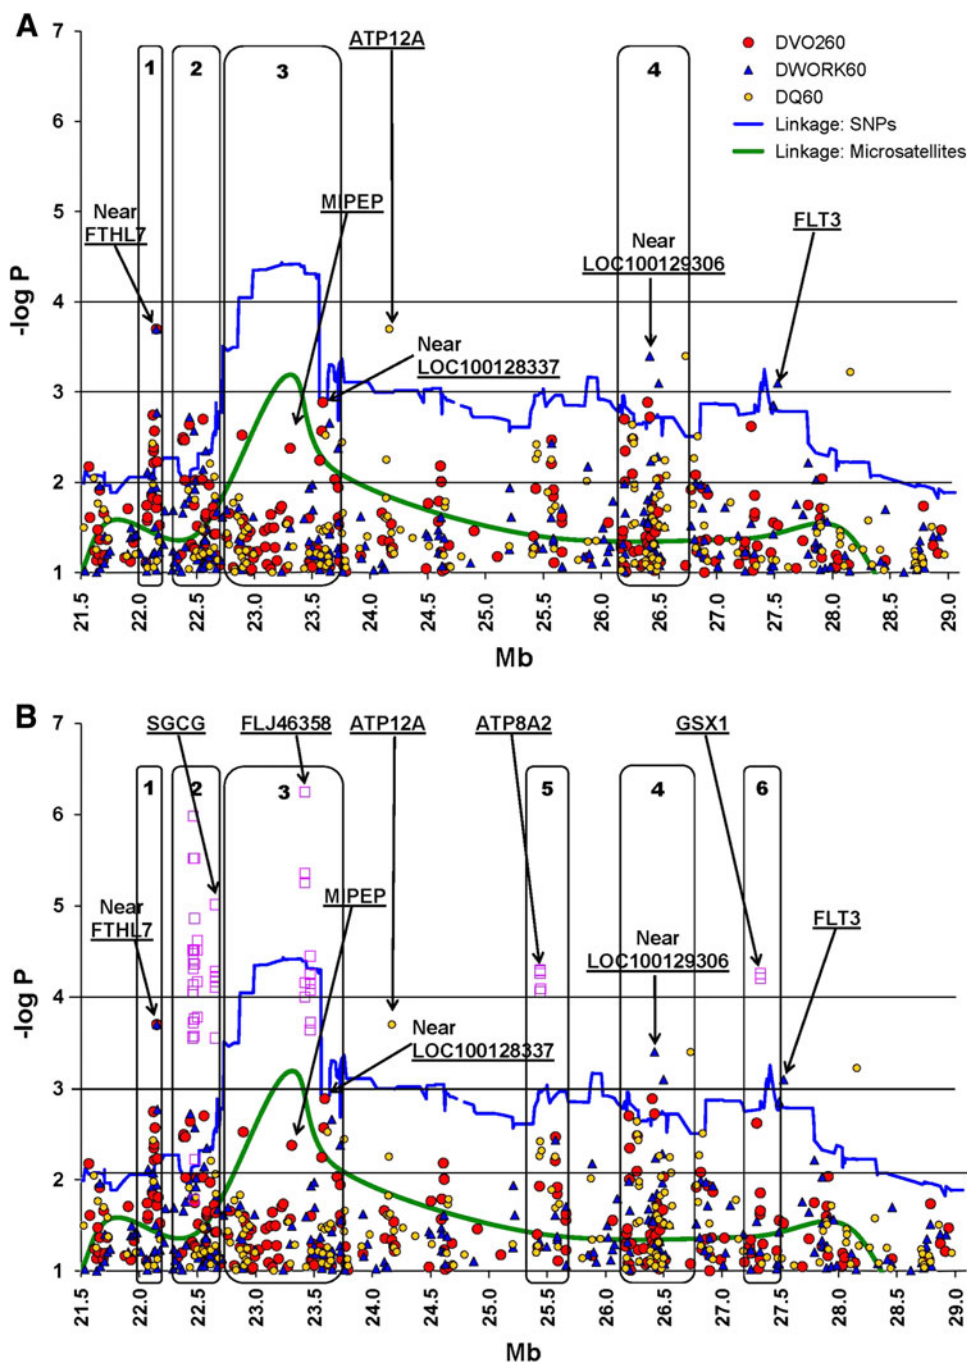 A
7
6
5
4
3
2
1
-log P
1
2
3
4
ATP12A
DVO260
DWORK60
DQ60
Linkage: SNPs
Linkage: Microsatellites
Near
FTHL7
MIPEP
Near
LOC100129306
FLT3
Near
LOC100128337
21.5
22.0
22.5
23.0
23.5
24.0
24.5
25.0
25.5
26.0
26.5
27.0
27.5
28.0
28.5
29.0
Mb
B
7
6
5
4
3
2
1
-log P
SGCG
FLJ46358
ATP12A
ATP8A2
GSX1
1
2
3
5
4
6
Near
FTHL7
MIPEP
Near
LOC100129306
FLT3
Near
LOC100128337
21.5
22.0
22.5
23.0
23.5
24.0
24.5
25.0
25.5
26.0
26.5
27.0
27.5
28.0
28.5
29.0
Mb